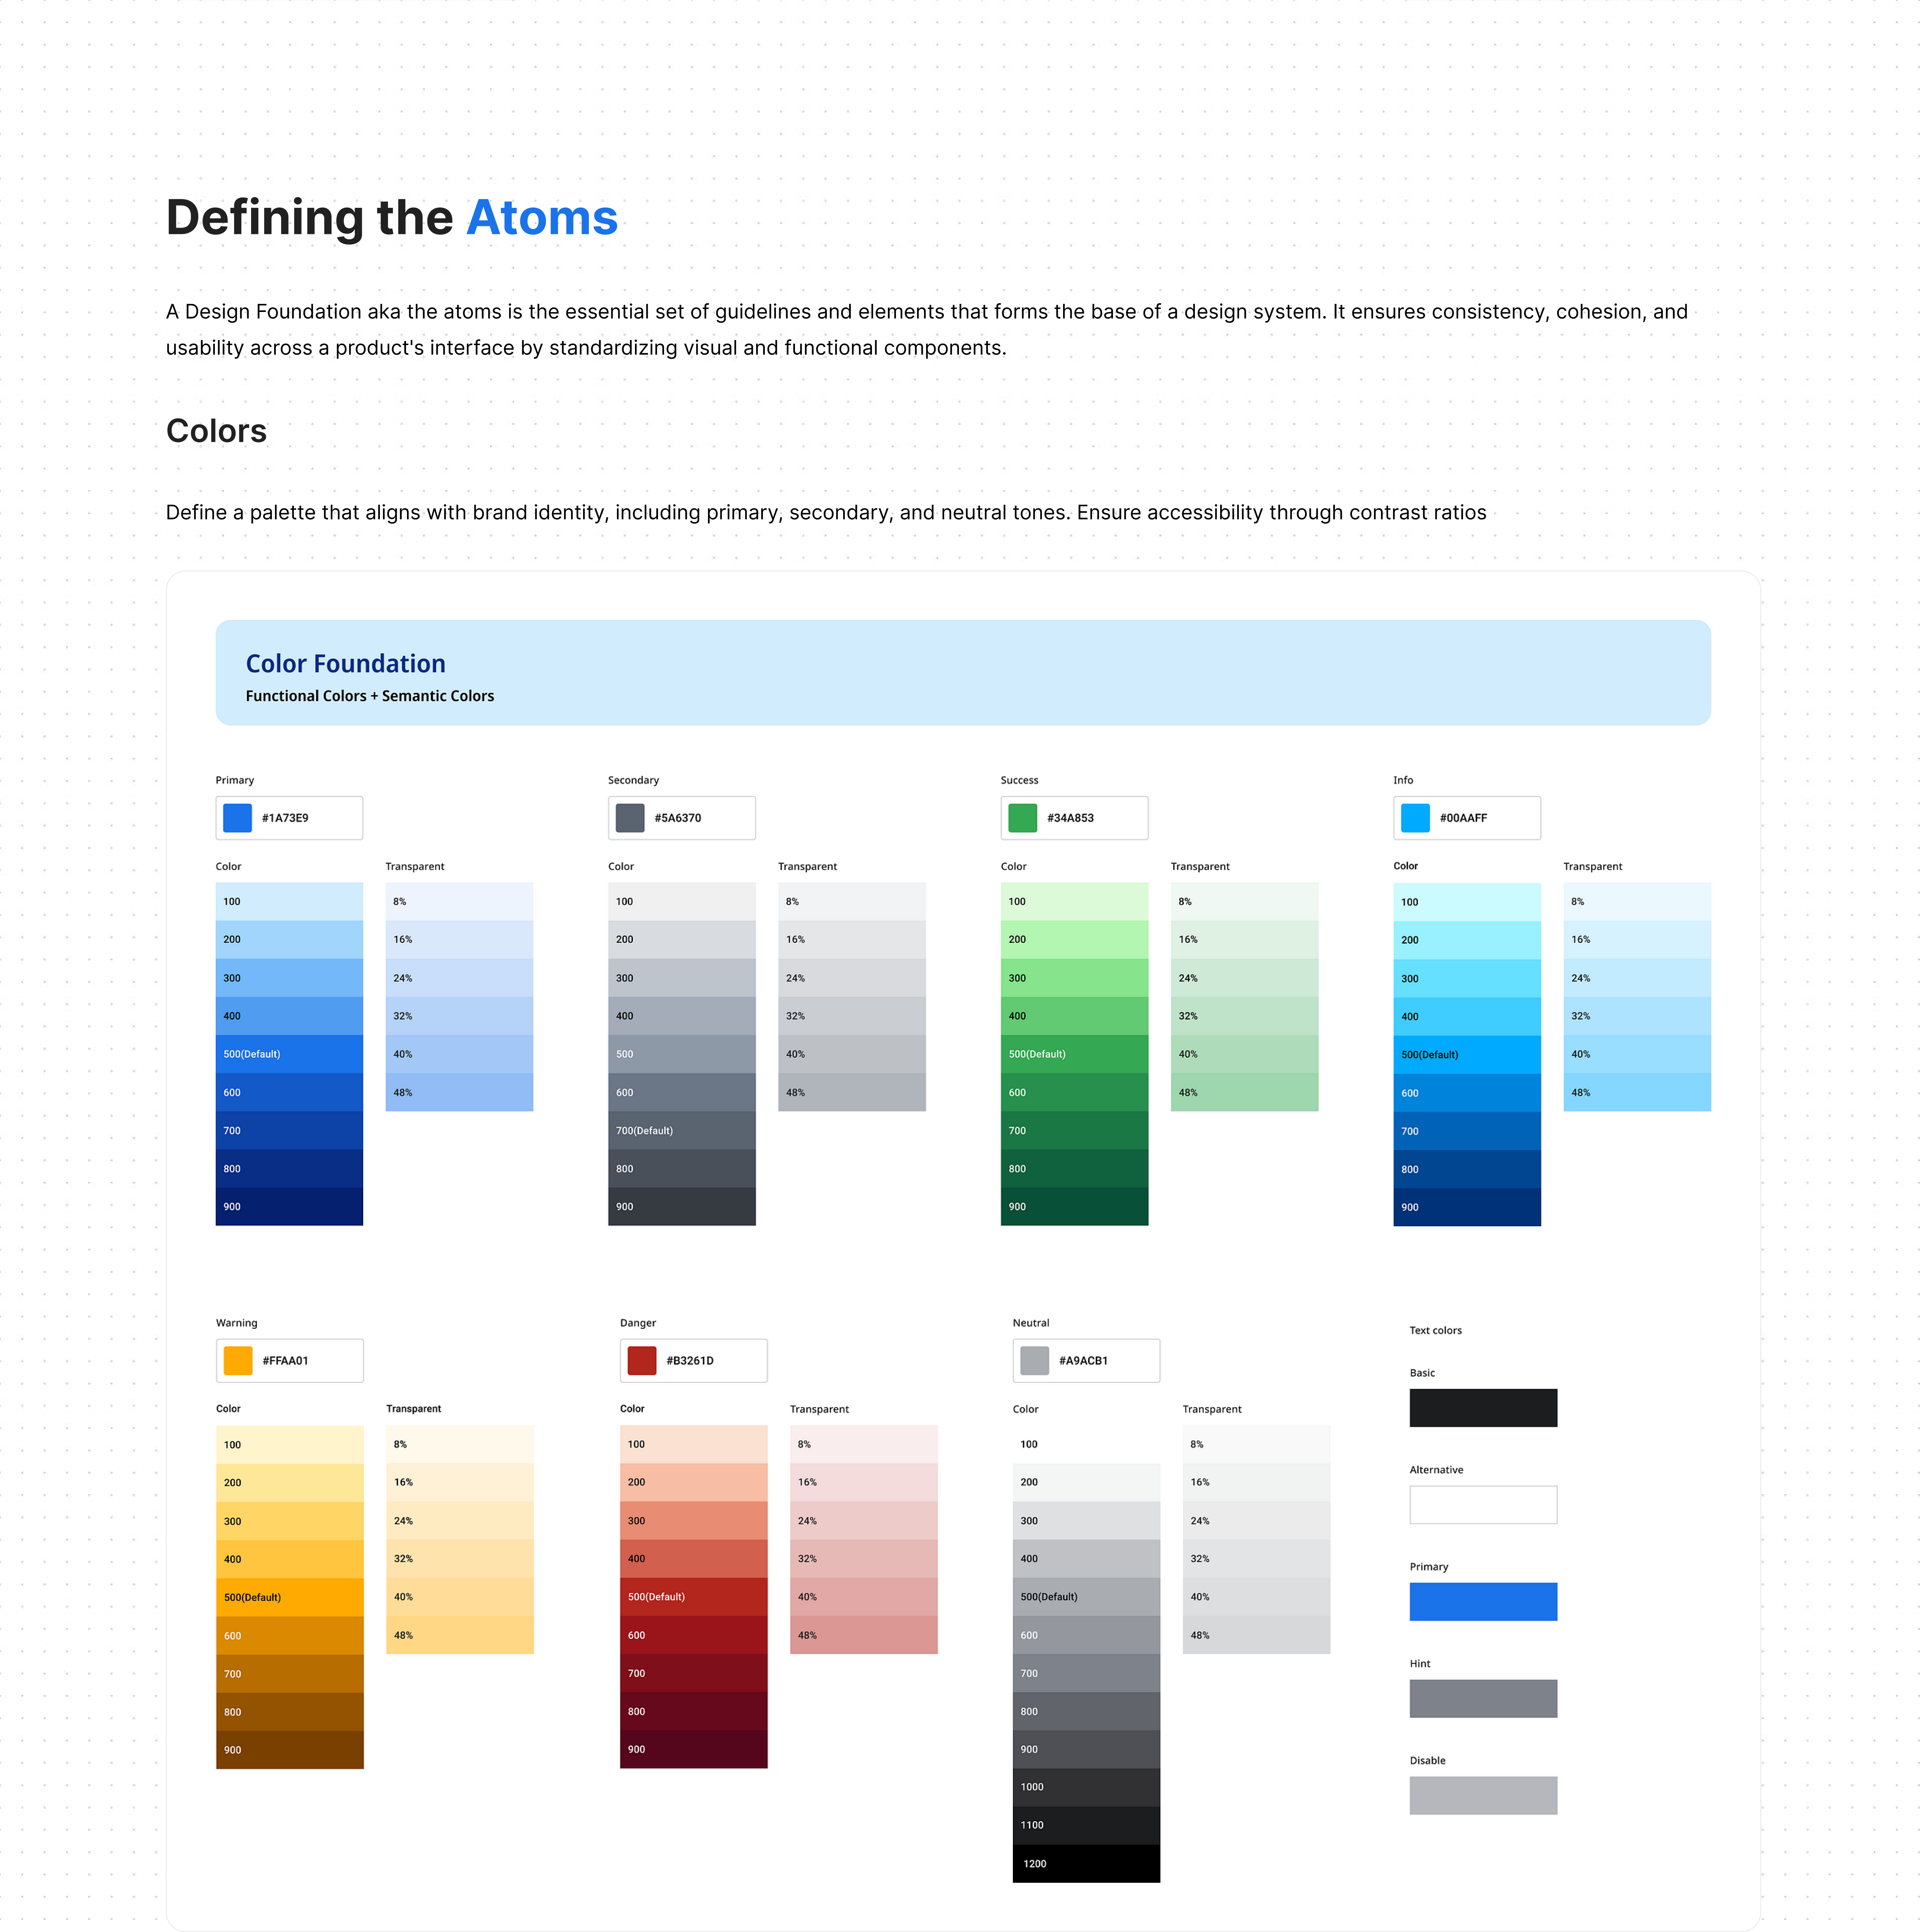 Defining the Atoms
A Design Foundation aka the atoms is the essential set of guidelines and elements that forms the base of a design system. It ensures consistency, cohesion, and
usability across a product's interface by standardizing visual and functional components.
Colors
Define a palette that aligns with brand identity, including primary, secondary, and neutral tones. Ensure accessibility through contrast ratios
Color Foundation
Functional Colors + Semantic Colors
Primary
#1A73E9
Color
100
200
300
400
500(Default)
600
700
800
900
Transparent
8%
16%
24%
32%
40%
48%
Secondary
#5A6370
Color
100
200
300
400
500
600
700(Default)
800
900
Transparent
8%
16%
24%
32%
40%
48%
Success
#34A853
Color
100
200
300
400
500(Default)
600
700
800
900
Transparent
8%
16%
24%
32%
40%
48%
Info
#00AAFF
Color
100
200
300
400
500(Default)
600
700
800
900
Transparent
8%
16%
24%
32%
40%
48%
Warning
#FFAA01
Color
100
200
300
400
500(Default)
600
700
800
900
Transparent
8%
16%
24%
32%
40%
48%
Danger
#B3261D
Color
100
200
300
400
500(Default)
600
700
800
900
Transparent
8%
16%
24%
32%
40%
48%
Neutral
#A9ACB1
Color
100
200
300
400
500(Default)
600
700
800
900
1000
1100
1200
Transparent
8%
16%
24%
32%
40%
48%
Text colors
Basic
Alternative
Primary
Hint
Disable